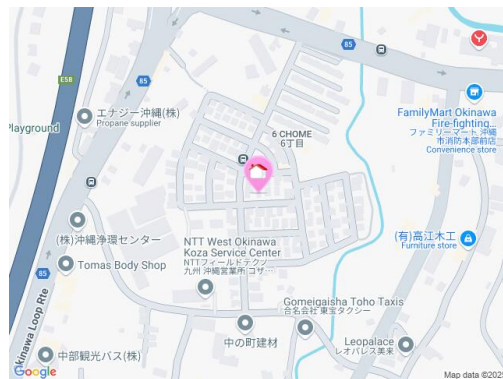 85
E58
85
エナジー沖縄(株)
Propane supplier
Playground
6 CHOME
6丁目
FamilyMart Okinawa
Fire-fighting...
ファミリーマート 沖縄
市消防本部前店
Convenience store
85
(株)沖縄浄環センター
Tomas Body Shop
NTT West Okinawa
Koza Service Center
NTTフィールドテクノ
九州 沖縄営業所 コザ...
(有)高江木工
Furniture store
85
Okinawa Loop Rte
中の町建材
Gomeigaisha Toho Taxis
合名会社 東宝タクシー
Leopalace
レオパレス美来
中部観光バス(株)
Google
Map data ©2025